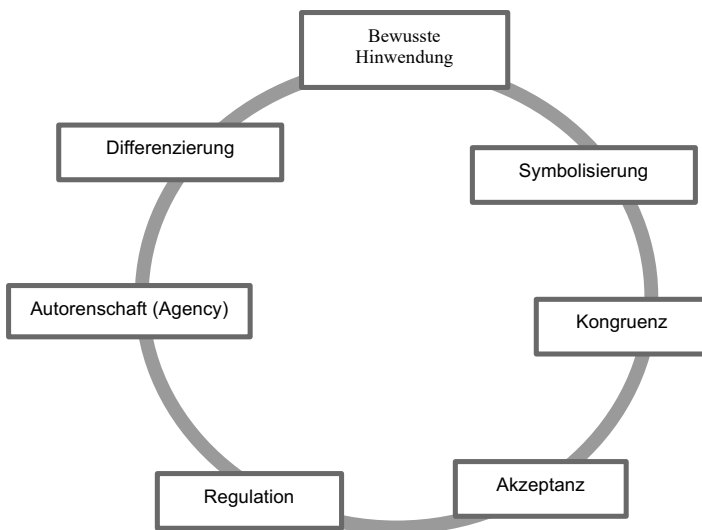 Bewusste
Hinwendung
Symbolisierung
Kongruenz
Akzeptanz
Regulation
Autorenschaft (Agency)
Differenzierung